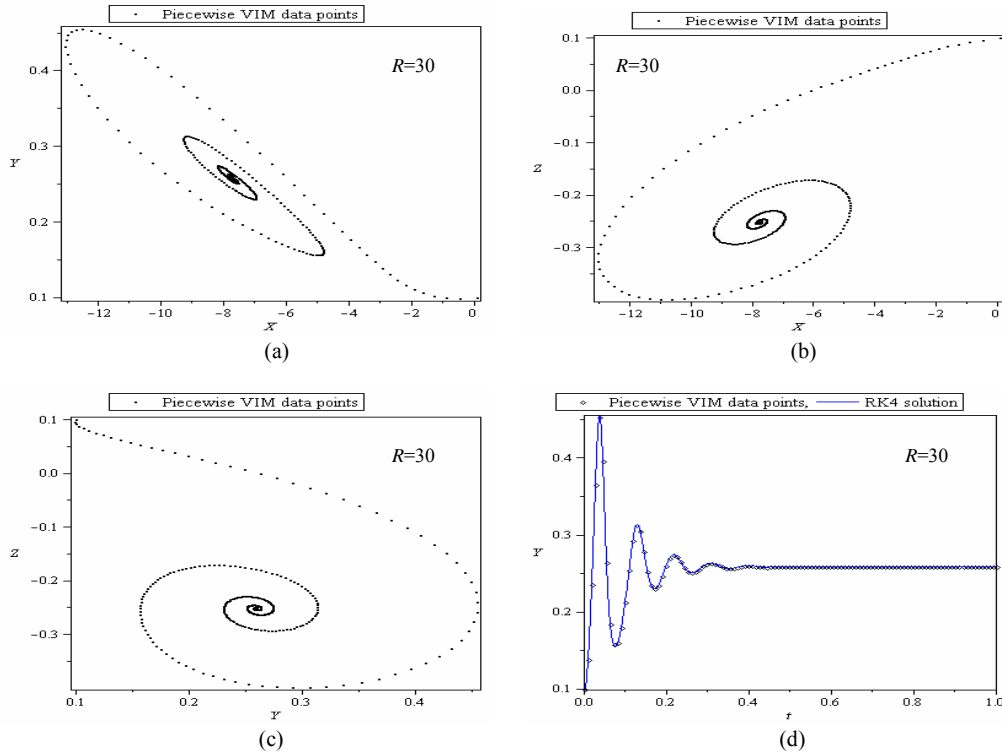 Piecewise VIM data points
R=30
0.4
0.3
Y
0.2
0.1
−12 −10 −8 −6 −4 −2 0
X
(a)
Piecewise VIM data points
R=30
0.1
0.0
−0.1
Z
−0.2
−0.3
−12 −10 −8 −6 −4 −2 0
X
(b)
Piecewise VIM data points
R=30
0.1
0.0
−0.1
Z
−0.2
−0.3
0.1 0.2 0.3 0.4
Y
(c)
Piecewise VIM data points, RK4 solution
R=30
0.4
0.3
Y
0.2
0.1
0.0 0.2 0.4 0.6 0.8 1.0
t
(d)